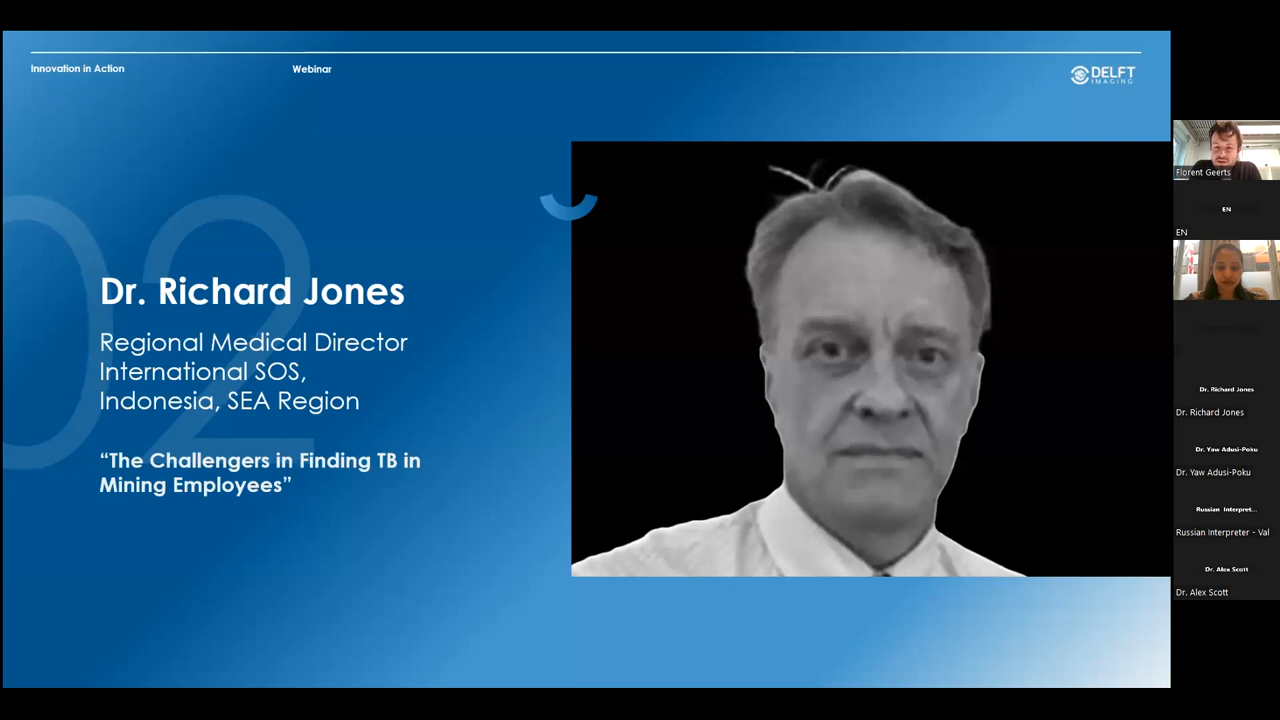 Innovation in Action
Webinar
DELFT
IMAGING
02
Dr. Richard Jones
Regional Medical Director
International SOS,
Indonesia, SEA Region
“The Challengers in Finding TB in
Mining Employees”
Florent Geerts
EN
EN
Dr. Richard Jones
Dr. Richard Jones
Dr. Yaw Adusi-Poku
Dr. Yaw Adusi-Poku
Russian Interpret...
Russian Interpreter - Val
Dr. Alex Scott
Dr. Alex Scott